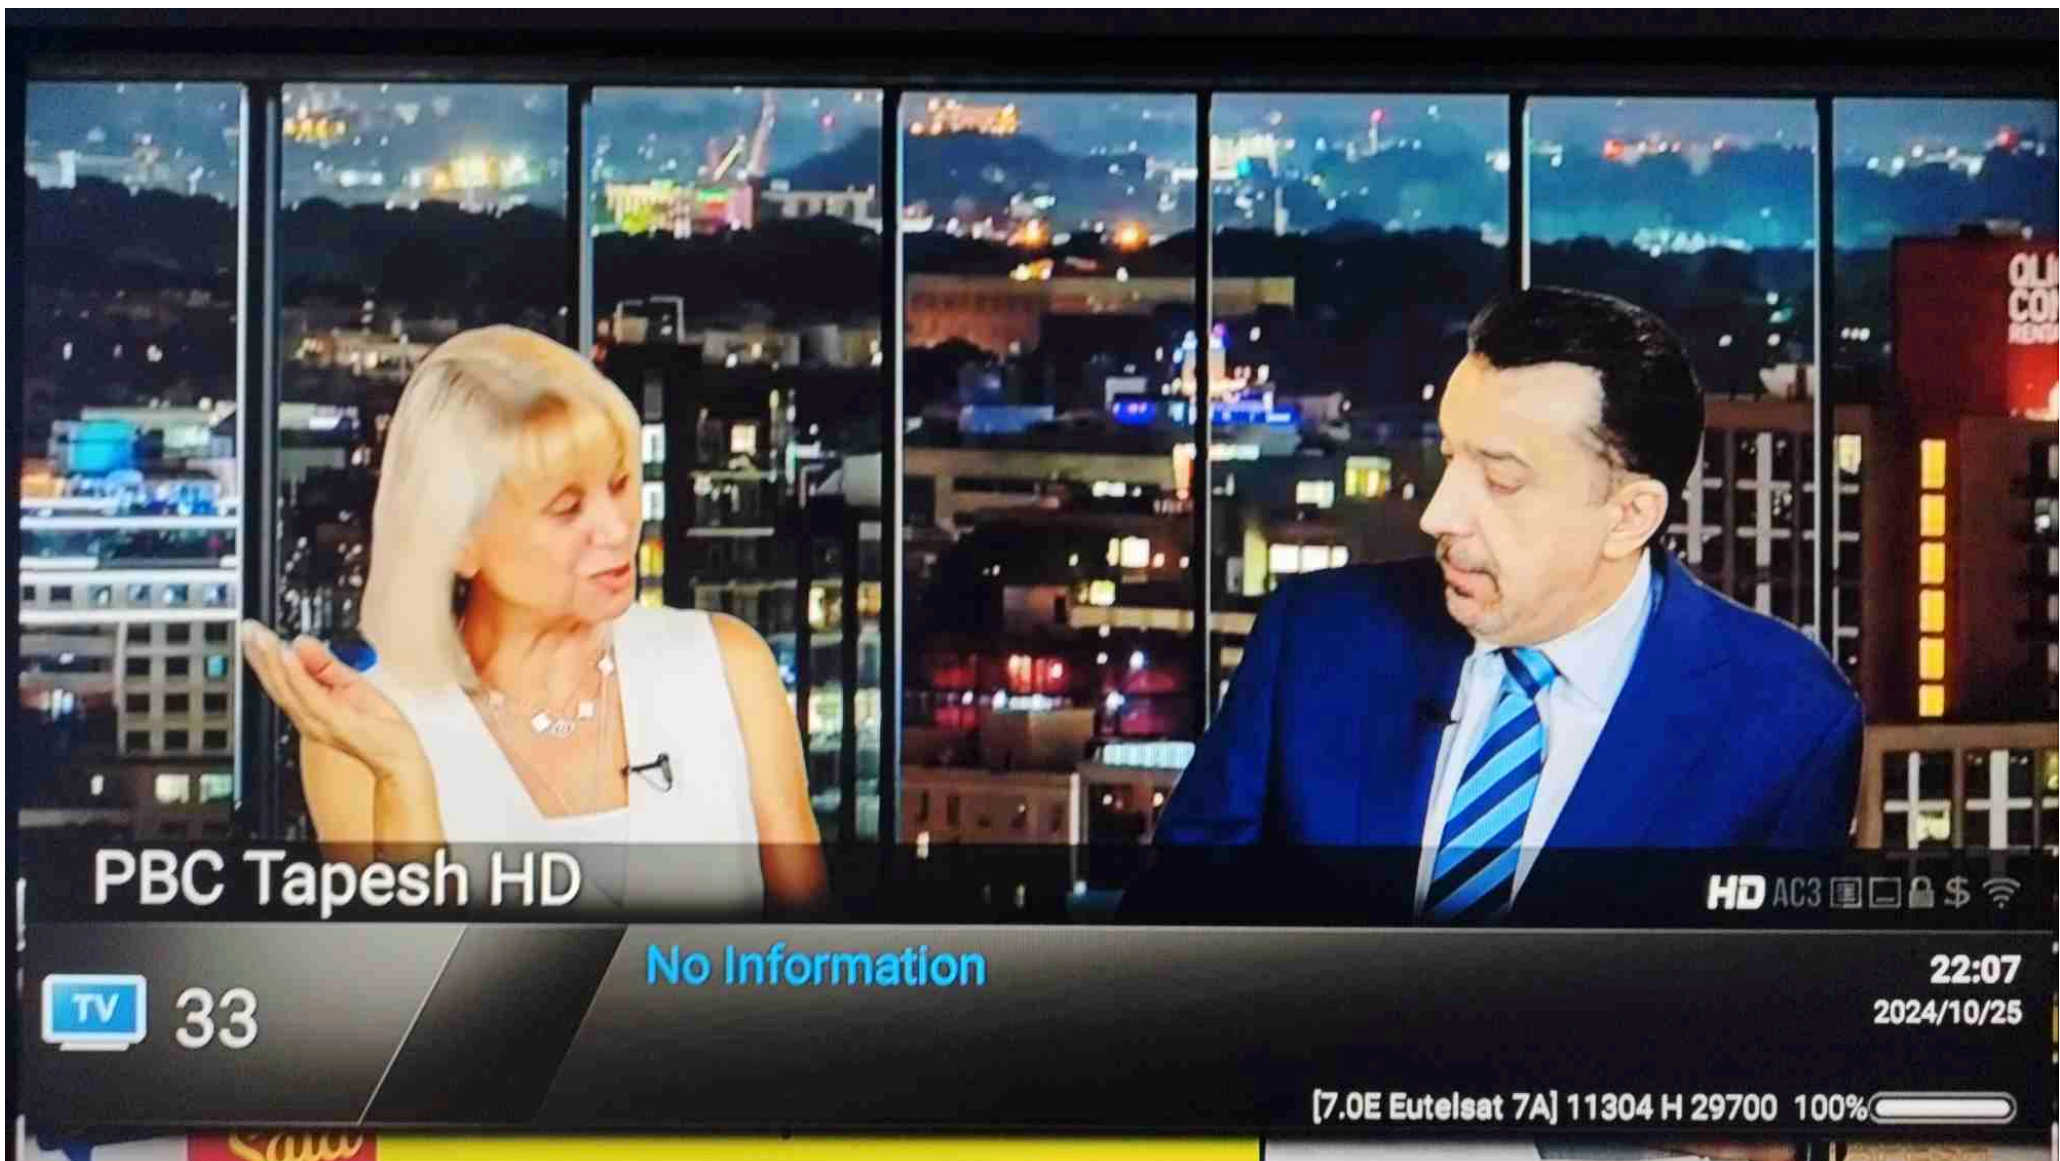 PBC Tapesh HD
HD AC3 $
TV 33
No Information
22:07
2024/10/25
[7.0E Eutelsat 7A] 11304 H 29700 100%